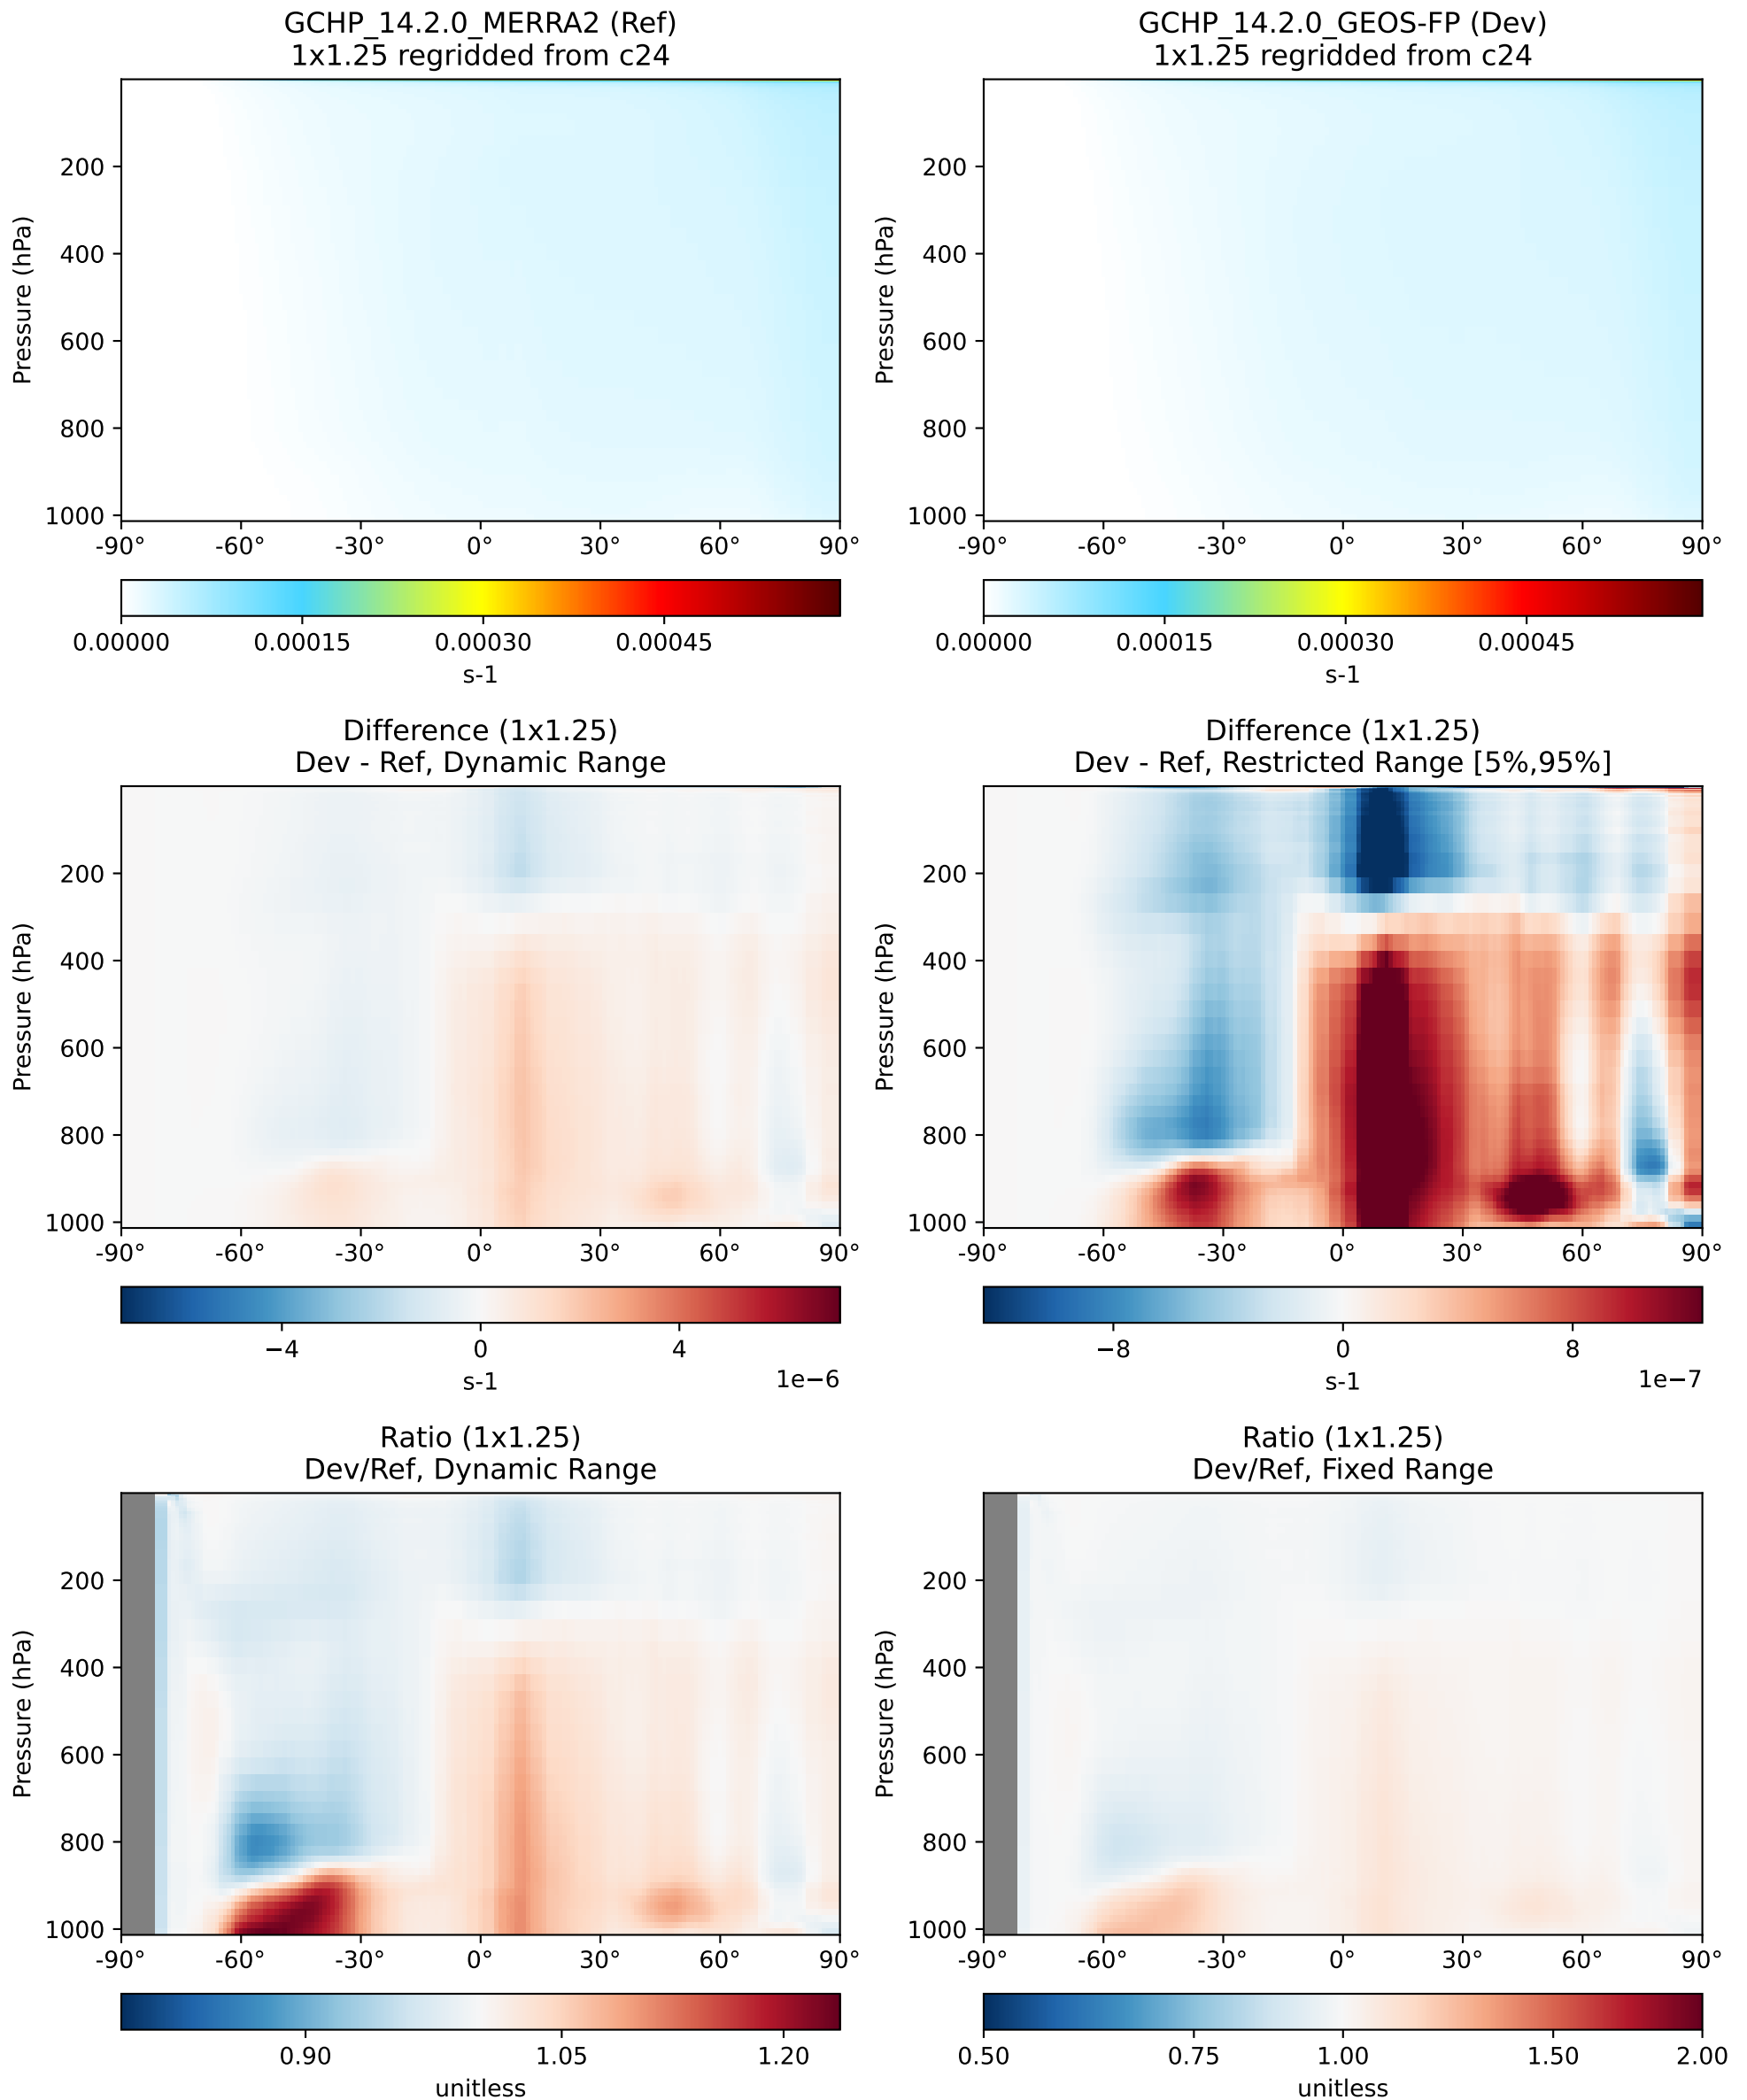 GCHP_14.2.0_MERRA2 (Ref)
1x1.25 regridded from c24
Pressure (hPa)
200
400
600
800
1000
-90° -60° -30° 0° 30° 60° 90°
0.00000 0.00015 0.00030 0.00045
s-1
GCHP_14.2.0_GEOS-FP (Dev)
1x1.25 regridded from c24
Pressure (hPa)
200
400
600
800
1000
-90° -60° -30° 0° 30° 60° 90°
0.00000 0.00015 0.00030 0.00045
s-1
Difference (1x1.25)
Dev - Ref, Dynamic Range
Pressure (hPa)
200
400
600
800
1000
-90° -60° -30° 0° 30° 60° 90°
−4 0 4
s-1 1e−6
Difference (1x1.25)
Dev - Ref, Restricted Range [5%,95%]
Pressure (hPa)
200
400
600
800
1000
-90° -60° -30° 0° 30° 60° 90°
−8 0 8
s-1 1e−7
Ratio (1x1.25)
Dev/Ref, Dynamic Range
Pressure (hPa)
200
400
600
800
1000
-90° -60° -30° 0° 30° 60° 90°
0.90 1.05 1.20
unitless
Ratio (1x1.25)
Dev/Ref, Fixed Range
Pressure (hPa)
200
400
600
800
1000
-90° -60° -30° 0° 30° 60° 90°
0.50 0.75 1.00 1.50 2.00
unitless